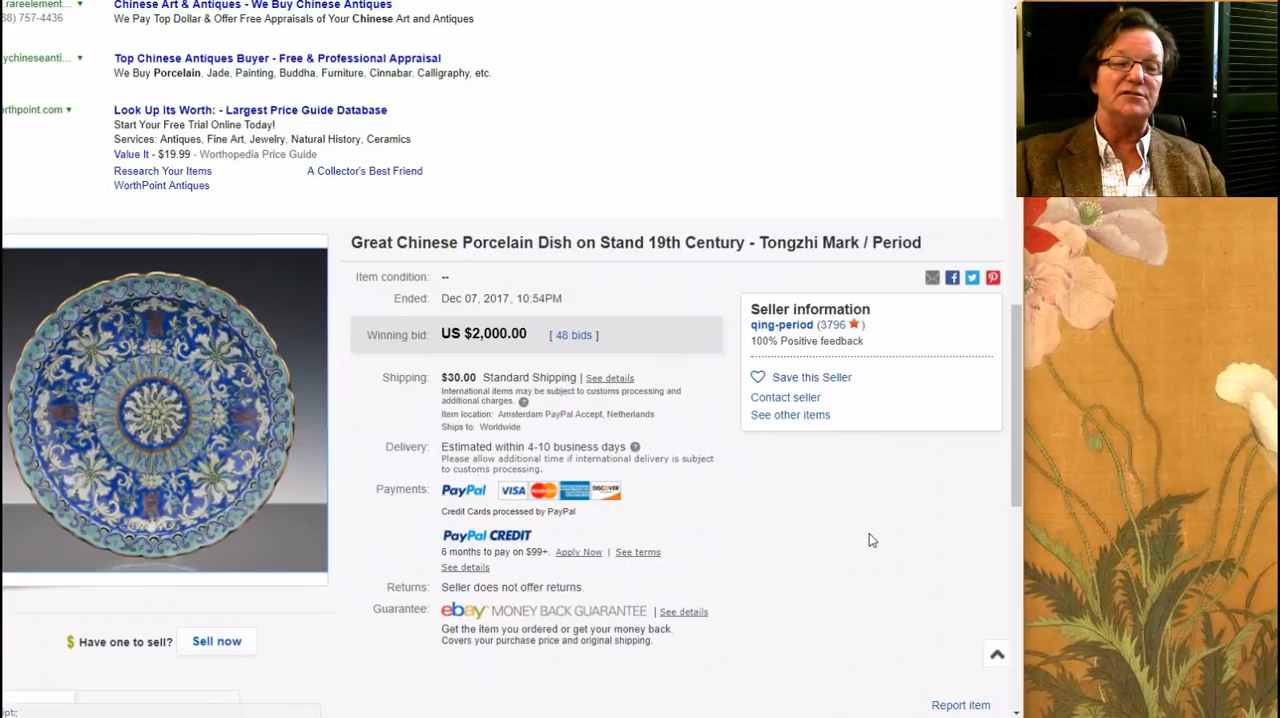 .rareelement... ▼ Chinese Art & Antiques - We Buy Chinese Antiques
88) 757-4436 We Pay Top Dollar & Offer Free Appraisals of Your Chinese Art and Antiques
ychineseanti... ▼ Top Chinese Antiques Buyer - Free & Professional Appraisal
We Buy Porcelain, Jade, Painting, Buddha, Furniture, Cinnabar, Calligraphy, etc.
orthpoint.com ▼ Look Up Its Worth: - Largest Price Guide Database
Start Your Free Trial Online Today!
Services: Antiques, Fine Art, Jewelry, Natural History, Ceramics
Value It - $19.99 - Worthopedia Price Guide
Research Your Items A Collector's Best Friend
WorthPoint Antiques
Great Chinese Porcelain Dish on Stand 19th Century - Tongzhi Mark / Period
Item condition: --
Ended: Dec 07, 2017, 10:54PM
Winning bid: US $2,000.00 [ 48 bids ]
Shipping: $30.00 Standard Shipping | See details
International items may be subject to customs processing and
additional charges. ?
Item location: Amsterdam PayPal Accept, Netherlands
Ships to: Worldwide
Delivery: Estimated within 4-10 business days ?
Please allow additional time if international delivery is subject
to customs processing.
Payments: PayPal VISA MasterCard AMERICAN EXPRESS DISCOVER
Credit Cards processed by PayPal
PayPal CREDIT
6 months to pay on $99+. Apply Now | See terms
See details
Returns: Seller does not offer returns.
Guarantee: ebay MONEY BACK GUARANTEE | See details
Get the item you ordered or get your money back.
Covers your purchase price and original shipping.
Seller information
qing-period (3796 ★ )
100% Positive feedback
Save this Seller
Contact seller
See other items
$ Have one to sell? Sell now
Report item
ipt:;